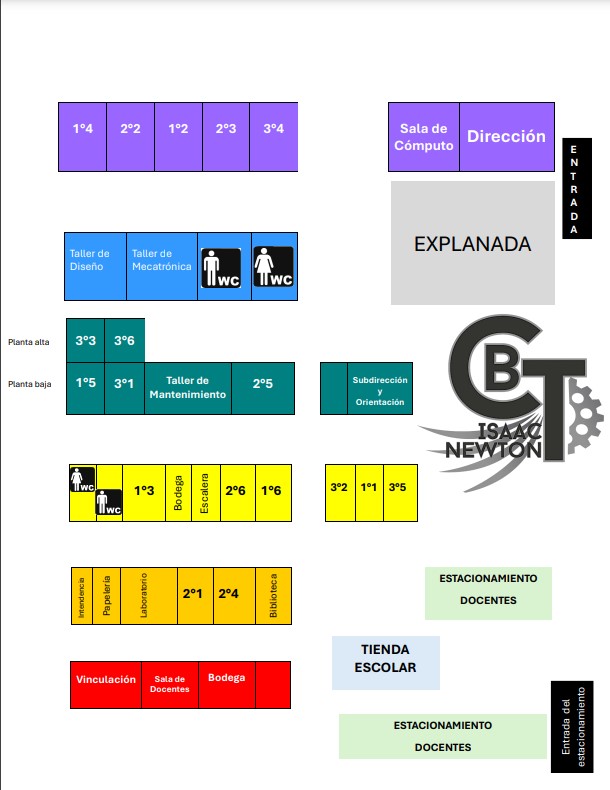 1°4 2°2 1°2 2°3 3°4
Sala de
Cómputo
Dirección
ENTRADA
EXPLANADA
Taller de
Diseño
Taller de
Mecatrónica
WC
WC
Planta alta
3°3 3°6
Planta baja
1°5 3°1
Taller de
Mantenimiento
2°5
Subdirección
y
Orientación
CBT
ISAAC
NEWTON
WC
WC
1°3
Bodega
Escalera
2°6 1°6
3°2 1°1 3°5
Intendencia
Papelería
Laboratorio
2°1 2°4
Biblioteca
ESTACIONAMIENTO
DOCENTES
TIENDA
ESCOLAR
Vinculación
Sala de
Docentes
Bodega
ESTACIONAMIENTO
DOCENTES
Entrada del
estacionamiento